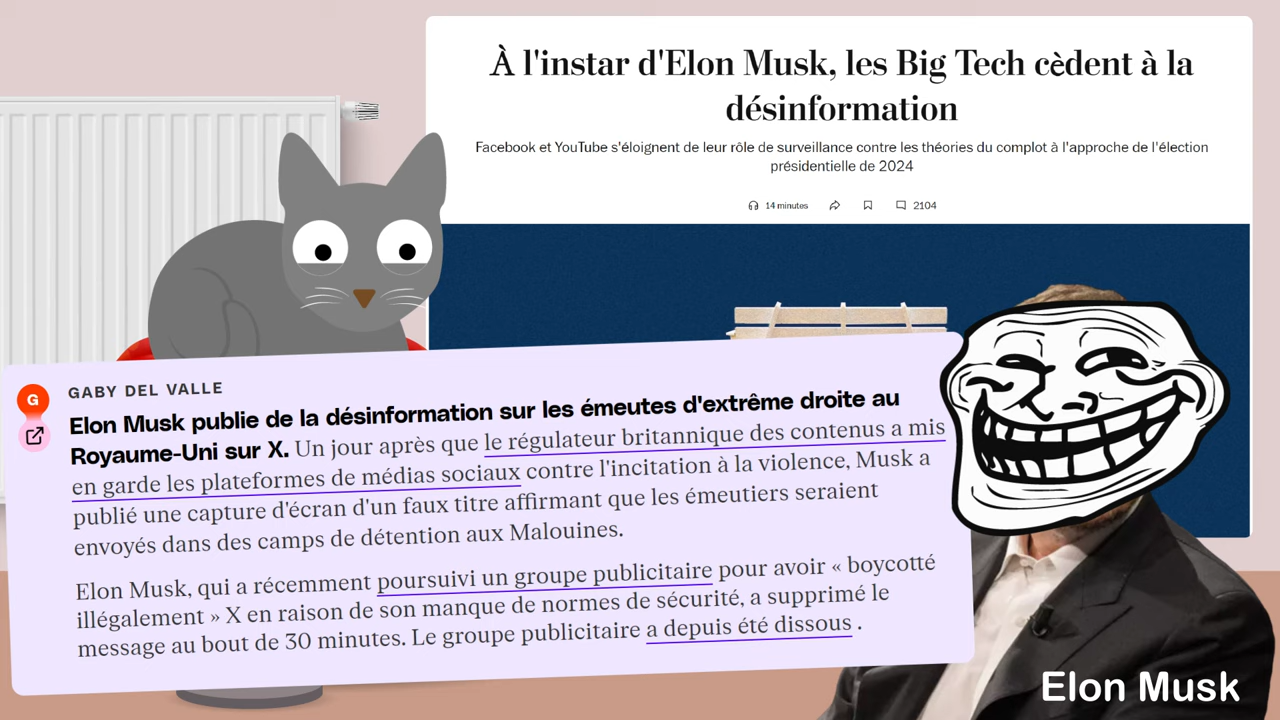 À l'instar d'Elon Musk, les Big Tech cèdent à la
désinformation
Facebook et YouTube s'éloignent de leur rôle de surveillance contre les théories du complot à l'approche de l'élection
présidentielle de 2024
14 minutes 2104
G
GABY DEL VALLE
Elon Musk publie de la désinformation sur les émeutes d'extrême droite au
Royaume-Uni sur X. Un jour après que le régulateur britannique des contenus a mis
en garde les plateformes de médias sociaux contre l'incitation à la violence, Musk a
publié une capture d'écran d'un faux titre affirmant que les émeutiers seraient
envoyés dans des camps de détention aux Malouines.
Elon Musk, qui a récemment poursuivi un groupe publicitaire pour avoir « boycotté
illégalement » X en raison de son manque de normes de sécurité, a supprimé le
message au bout de 30 minutes. Le groupe publicitaire a depuis été dissous .
Elon Musk